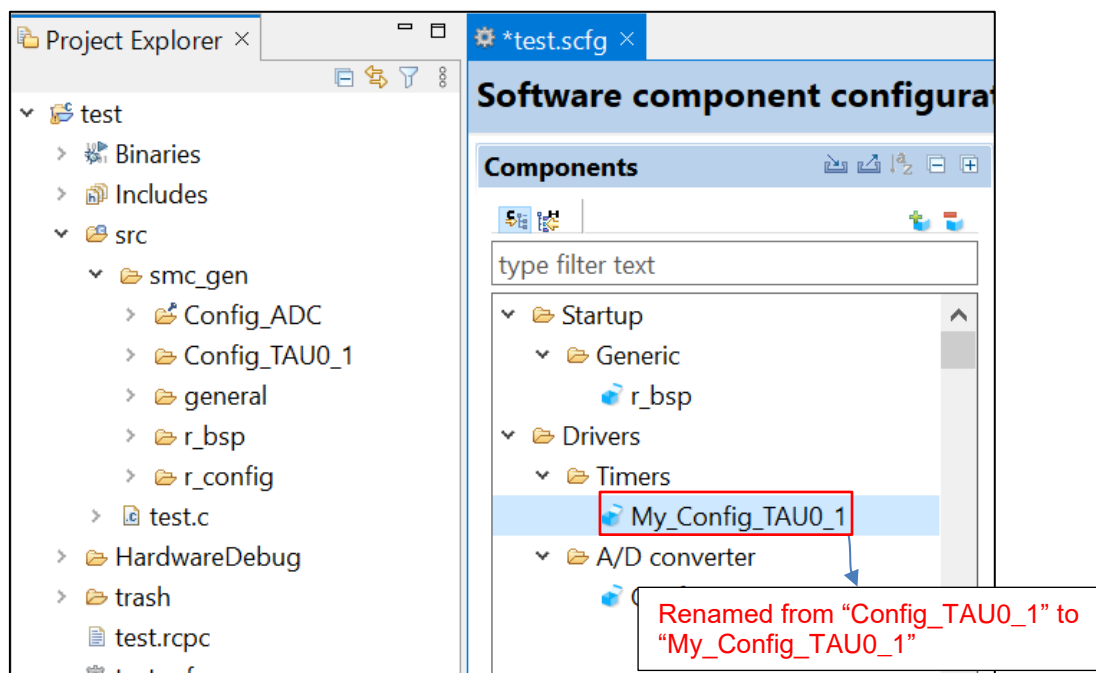 Project Explorer
test
Binaries
Includes
src
smc_gen
Config_ADC
Config_TAU0_1
general
r_bsp
r_config
test.c
HardwareDebug
trash
test.rcpc
*test.scfg
Software component configura
Components
type filter text
Startup
Generic
r_bsp
Drivers
Timers
My_Config_TAU0_1
A/D converter
Renamed from “Config_TAU0_1” to
“My_Config_TAU0_1”